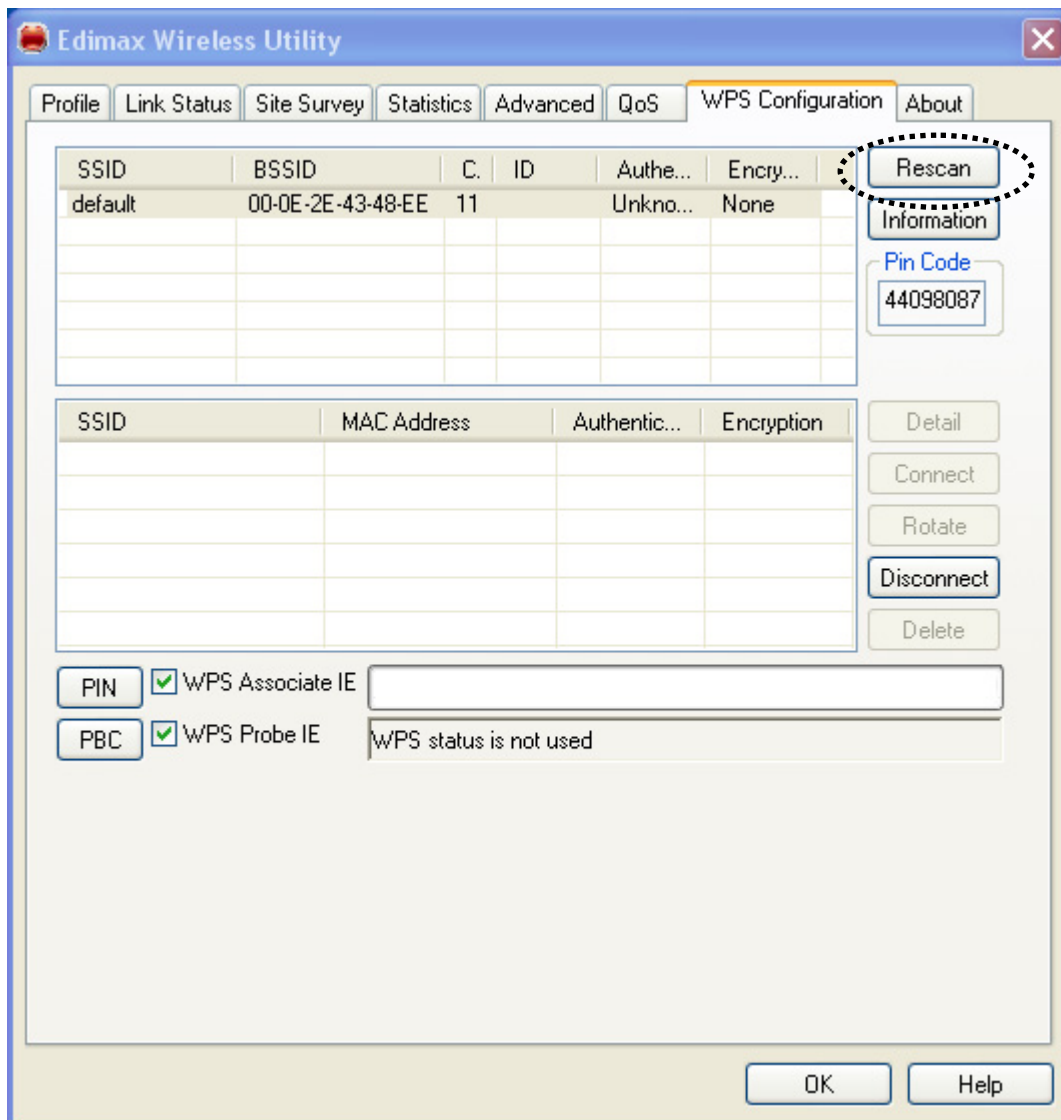 Edimax Wireless Utility
Profile Link Status Site Survey Statistics Advanced QoS WPS Configuration About
SSID BSSID C. ID Authe... Encry... Rescan
default 00-0E-2E-43-48-EE 11 Unkno... None
Information
Pin Code
44098087
SSID MAC Address Authentic... Encryption Detail
Connect
Rotate
Disconnect
Delete
PIN WPS Associate IE
PBC WPS Probe IE WPS status is not used
OK Help